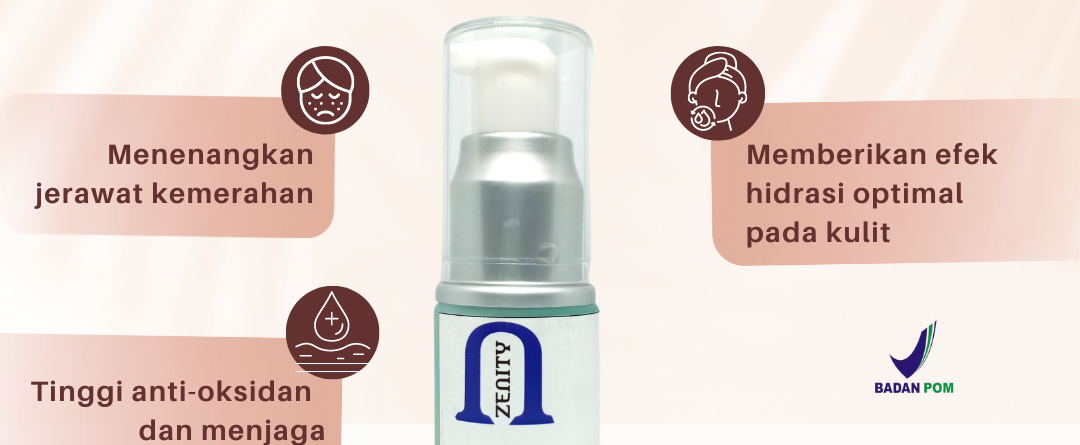 Menenangkan
jerawat kemerahan
Memberikan efek
hidrasi optimal
pada kulit
Tinggi anti-oksidan
dan menjaga
ZENITY
BADAN POM